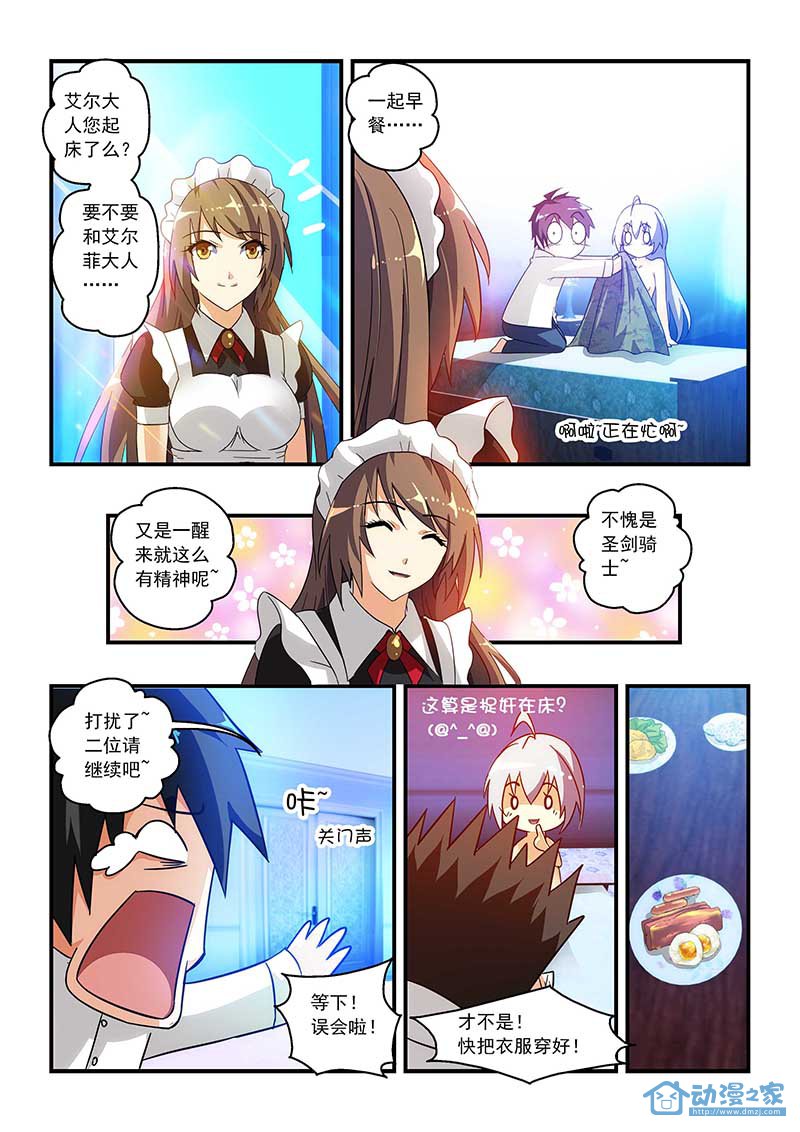 艾尔大
人您起
床了么？
要不要
和艾尔
菲大人
……
一起早
餐……
啊啦~正在忙啊~
又是一醒
来就这么
有精神呢~
不愧是
圣剑骑
士~
打扰了~
二位请
继续吧~
咔~
关门声
等下！
误会啦！
这算是捉奸在床？
(@^_^@)
才不是！
快把衣服穿好！
动漫之家
http://www.dmzj.com